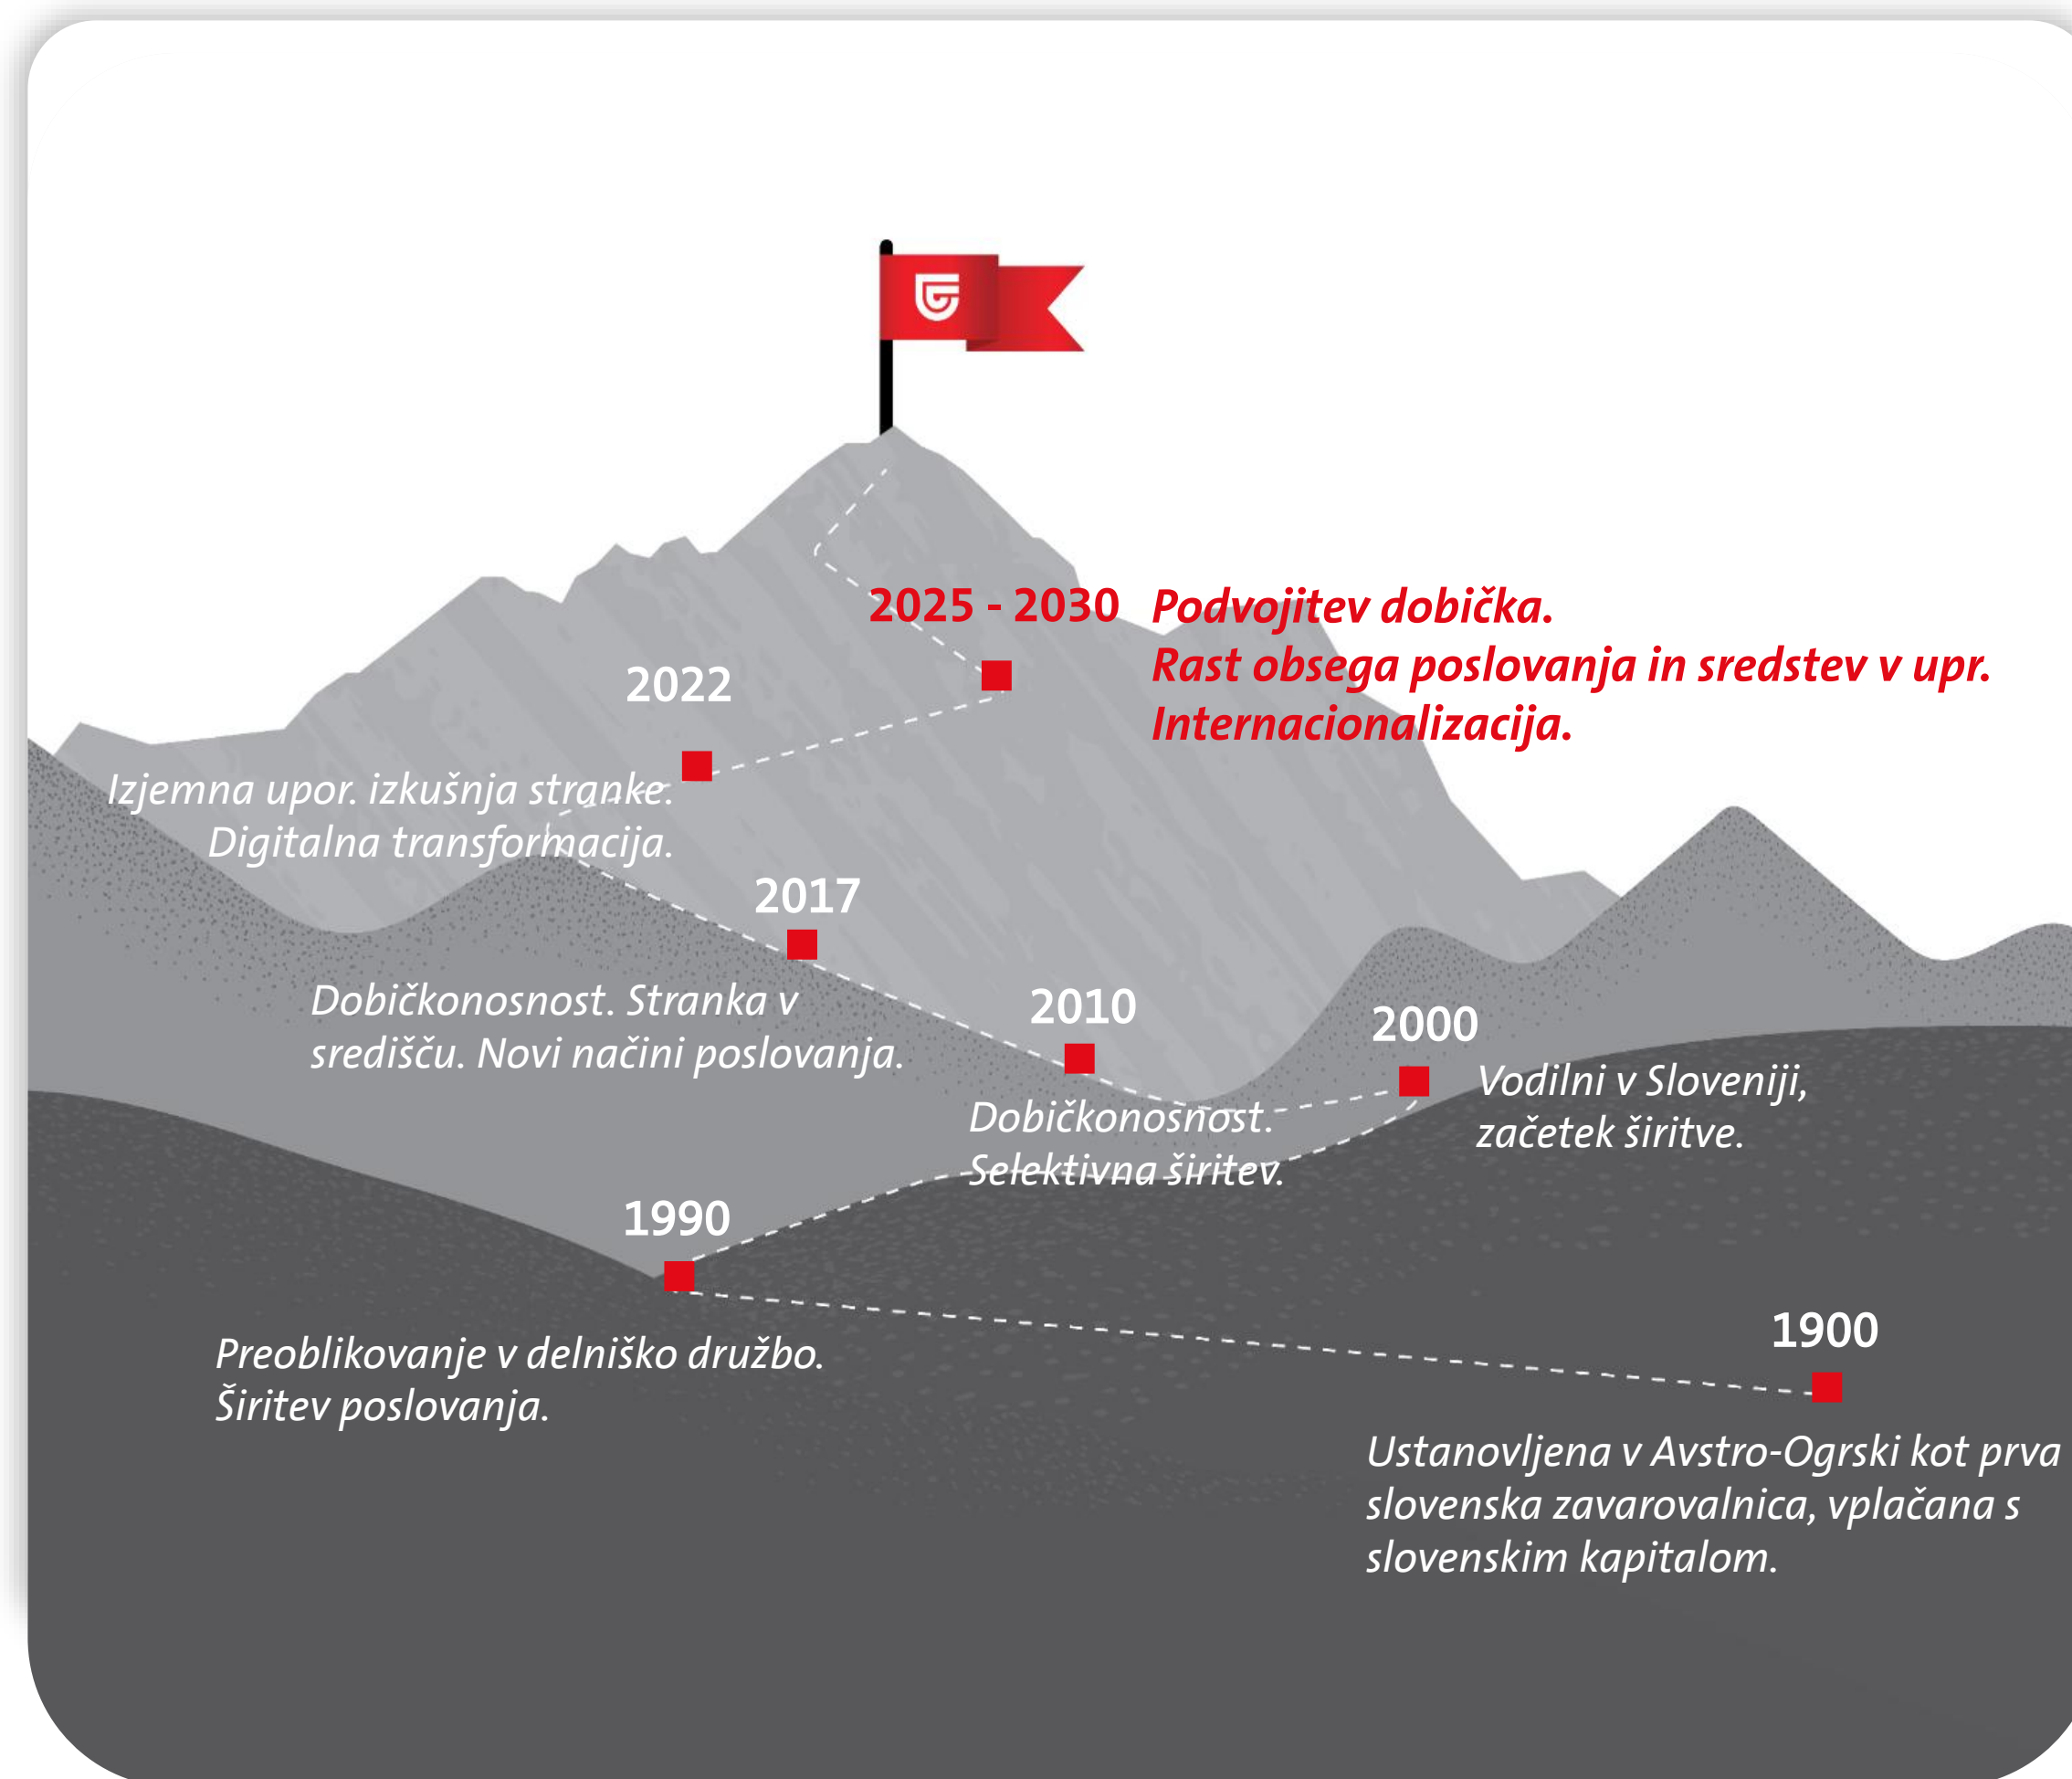 2025 - 2030
Podvojitev dobička.
Rast obsega poslovanja in sredstev v upr.
Internacionalizacija.
2022
Izjemna upor. izkušnja stranke.
Digitalna transformacija.
2017
Dobičkonosnost. Stranka v
središču. Novi načini poslovanja.
2010
Dobičkonosnost.
Selektivna širitev.
2000
Vodilni v Sloveniji,
začetek širitve.
1990
Preoblikovanje v delniško družbo.
Širitev poslovanja.
1900
Ustanovljena v Avstro-Ogrski kot prva
slovenska zavarovalnica, vplačana s
slovenskim kapitalom.